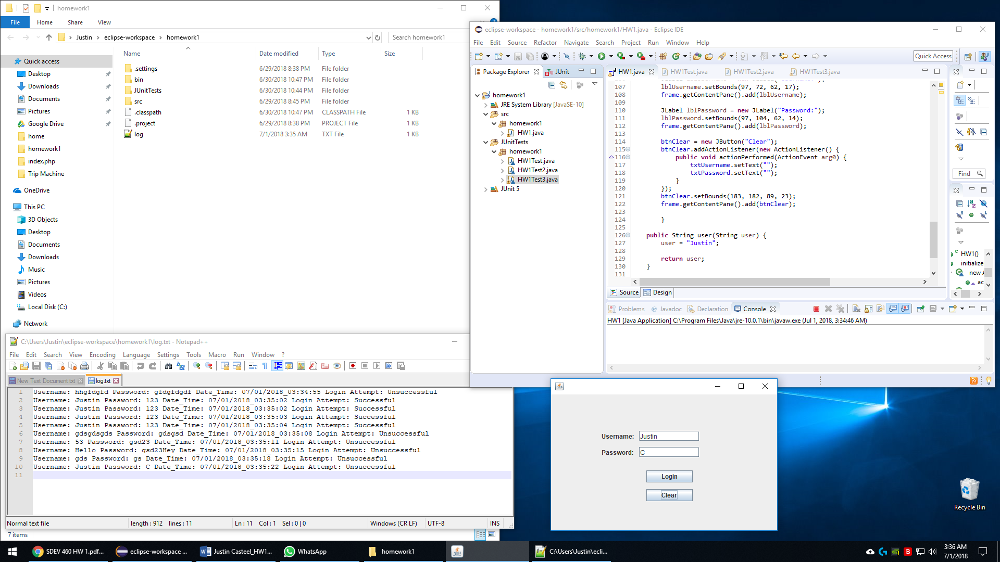 homework1
File Home Share View
Justin › eclipse-workspace › homework1
Search homework1
Name Date modified Type Size
.settings 6/29/2018 8:38 PM File folder
bin 6/30/2018 10:47 PM File folder
JUnitTests 6/30/2018 10:44 PM File folder
src 6/29/2018 8:45 PM File folder
.classpath 6/30/2018 10:47 PM CLASSPATH File 1 KB
.project 6/29/2018 8:38 PM PROJECT File 1 KB
log 7/1/2018 3:35 AM TXT File 1 KB
Quick access
Desktop
Downloads
Documents
Pictures
Google Drive
home
homework1
index.php
Trip Machine
OneDrive
This PC
3D Objects
Desktop
Documents
Downloads
Music
Pictures
Videos
Local Disk (C:)
Network
7 items
C:\Users\Justin\eclipse-workspace\homework1\log.txt - Notepad++
File Edit Search View Encoding Language Settings Tools Macro Run Window ?
New Text Document.txt log.txt
1 Username: hhgfdgfd Password: gfdgfdgdf Date_Time: 07/01/2018_03:34:55 Login Attempt: Unsuccessful
2 Username: Justin Password: 123 Date_Time: 07/01/2018_03:35:02 Login Attempt: Successful
3 Username: Justin Password: 123 Date_Time: 07/01/2018_03:35:02 Login Attempt: Successful
4 Username: Justin Password: 123 Date_Time: 07/01/2018_03:35:03 Login Attempt: Successful
5 Username: Justin Password: 123 Date_Time: 07/01/2018_03:35:04 Login Attempt: Successful
6 Username: gdsgdsgds Password: gdsgsd Date_Time: 07/01/2018_03:35:08 Login Attempt: Unsuccessful
7 Username: 53 Password: gsd23 Date_Time: 07/01/2018_03:35:11 Login Attempt: Unsuccessful
8 Username: Hello Password: gsd23Hey Date_Time: 07/01/2018_03:35:15 Login Attempt: Unsuccessful
9 Username: gds Password: gs Date_Time: 07/01/2018_03:35:18 Login Attempt: Unsuccessful
10 Username: Justin Password: C Date_Time: 07/01/2018_03:35:22 Login Attempt: Unsuccessful
11
Normal text file length : 912 lines : 11 Ln : 11 Col : 1 Sel : 0 | 0 Windows (CR LF) UTF-8 INS
eclipse-workspace - homework1/src/homework1/HW1.java - Eclipse IDE
File Edit Source Refactor Navigate Search Project Run Window Help
Quick Access
Package Explorer JUnit
homework1
JRE System Library [JavaSE-10]
src
homework1
HW1.java
JUnitTests
homework1
HW1Test.java
HW1Test2.java
HW1Test3.java
JUnit 5
HW1.java HW1Test.java HW1Test2.java HW1Test3.java
107 lblUsername.setBounds(97, 72, 62, 17);
108 frame.getContentPane().add(lblUsername);
109
110 JLabel lblPassword = new JLabel("Password:");
111 lblPassword.setBounds(97, 104, 62, 14);
112 frame.getContentPane().add(lblPassword);
113
114 btnClear = new JButton("Clear");
115 btnClear.addActionListener(new ActionListener() {
116 public void actionPerformed(ActionEvent arg0) {
117 txtUsername.setText("");
118 txtPassword.setText("");
119 }
120 });
121 btnClear.setBounds(183, 182, 89, 23);
122 frame.getContentPane().add(btnClear);
123
124 }
125
126 public String user(String user) {
127 user = "Justin";
128
129 return user;
130 }
131
Source Design
Find
HW1()
initialize
new A
ac
Problems Javadoc Declaration Console
HW1 [Java Application] C:\Program Files\Java\jre-10.0.1\bin\javaw.exe (Jul 1, 2018, 3:34:46 AM)
Username: Justin
Password: C
Login
Clear
Recycle Bin
SDEV 460 HW 1.pdf...
eclipse-workspace ...
Justin Casteel_HW1...
WhatsApp
homework1
C:\Users\Justin\ecli...
3:36 AM
7/1/2018